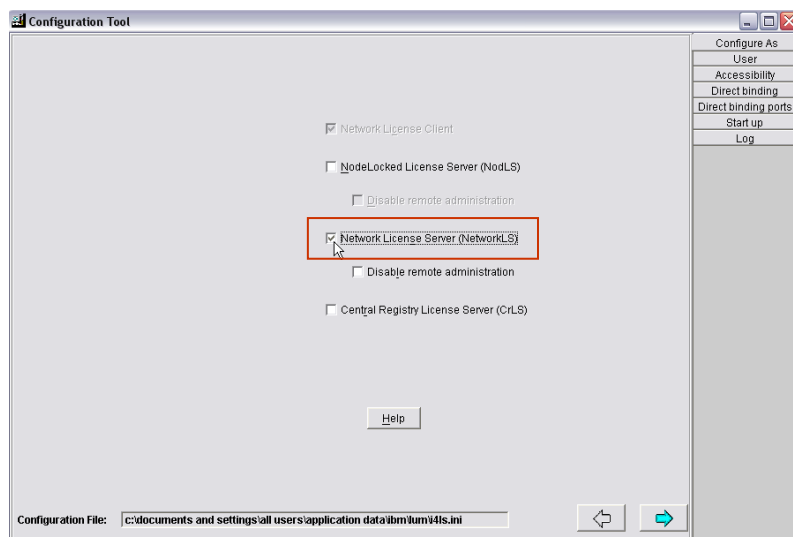 Configuration Tool
Configure As
User
Accessibility
Direct binding
Direct binding ports
Start up
Log
Network License Client
NodeLocked License Server (NodLS)
Disable remote administration
Network License Server (NetworkLS)
Disable remote administration
Central Registry License Server (CrLS)
Help
Configuration File: c:\documents and settings\all users\application data\ibm\lum\i4ls.ini